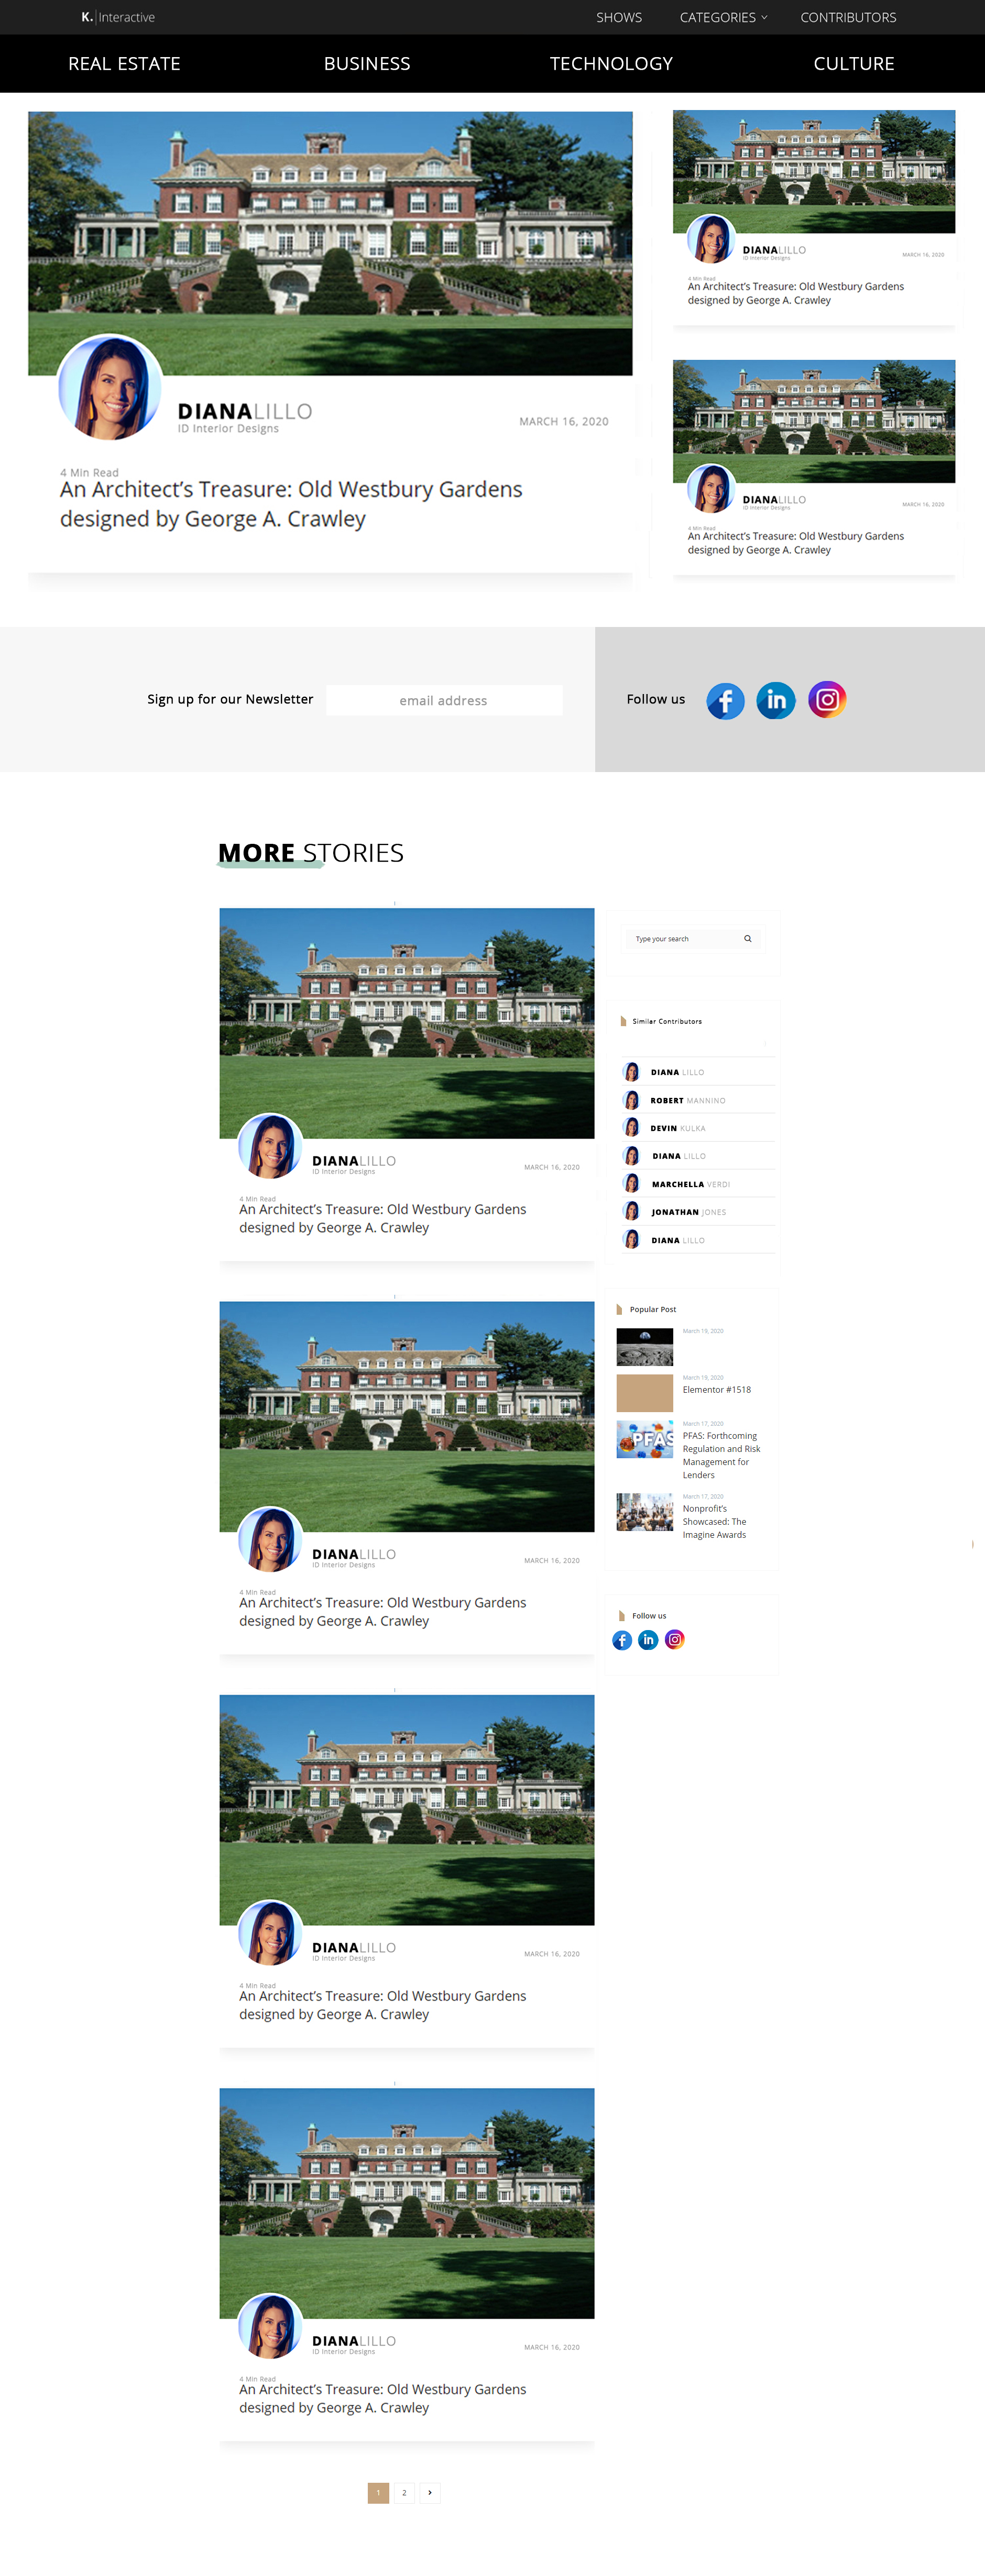 K. Interactive
SHOWS
CATEGORIES
CONTRIBUTORS
REAL ESTATE
BUSINESS
TECHNOLOGY
CULTURE
DIANALILLO
ID Interior Designs
MARCH 16, 2020
4 Min Read
An Architect's Treasure: Old Westbury Gardens
designed by George A. Crawley
DIANALILLO
ID Interior Designs
MARCH 16, 2020
4 Min Read
An Architect's Treasure: Old Westbury Gardens
designed by George A. Crawley
DIANALILLO
ID Interior Designs
MARCH 16, 2020
4 Min Read
An Architect's Treasure: Old Westbury Gardens
designed by George A. Crawley
Sign up for our Newsletter
email address
Follow us
MORE STORIES
DIANALILLO
ID Interior Designs
MARCH 16, 2020
4 Min Read
An Architect's Treasure: Old Westbury Gardens
designed by George A. Crawley
DIANALILLO
ID Interior Designs
MARCH 16, 2020
4 Min Read
An Architect's Treasure: Old Westbury Gardens
designed by George A. Crawley
DIANALILLO
ID Interior Designs
MARCH 16, 2020
4 Min Read
An Architect's Treasure: Old Westbury Gardens
designed by George A. Crawley
DIANALILLO
ID Interior Designs
MARCH 16, 2020
4 Min Read
An Architect's Treasure: Old Westbury Gardens
designed by George A. Crawley
1
2
Type your search
Similar Contributors
DIANA LILLO
ROBERT MANNINO
DEVIN KULKA
DIANA LILLO
MARCHELLA VERDI
JONATHAN JONES
DIANA LILLO
Popular Post
March 19, 2020
March 19, 2020
Elementor #1518
PFAS
March 17, 2020
PFAS: Forthcoming
Regulation and Risk
Management for
Lenders
March 17, 2020
Nonprofit's
Showcased: The
Imagine Awards
Follow us